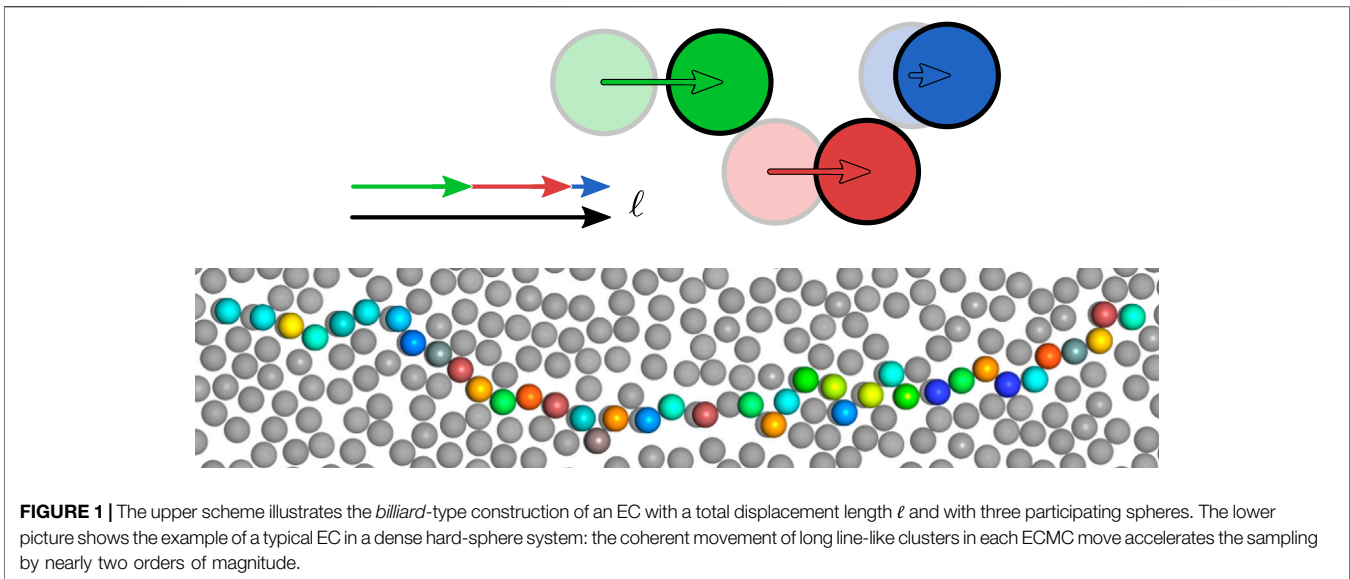 ℓ
FIGURE 1 | The upper scheme illustrates the billiard-type construction of an EC with a total displacement length ℓ and with three participating spheres. The lower
picture shows the example of a typical EC in a dense hard-sphere system: the coherent movement of long line-like clusters in each ECMC move accelerates the sampling
by nearly two orders of magnitude.